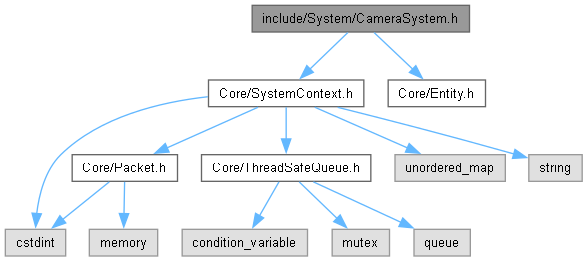 include/System/CameraSystem.h
Core/SystemContext.h
Core/Entity.h
Core/Packet.h
Core/ThreadSafeQueue.h
unordered_map
string
cstdint
memory
condition_variable
mutex
queue